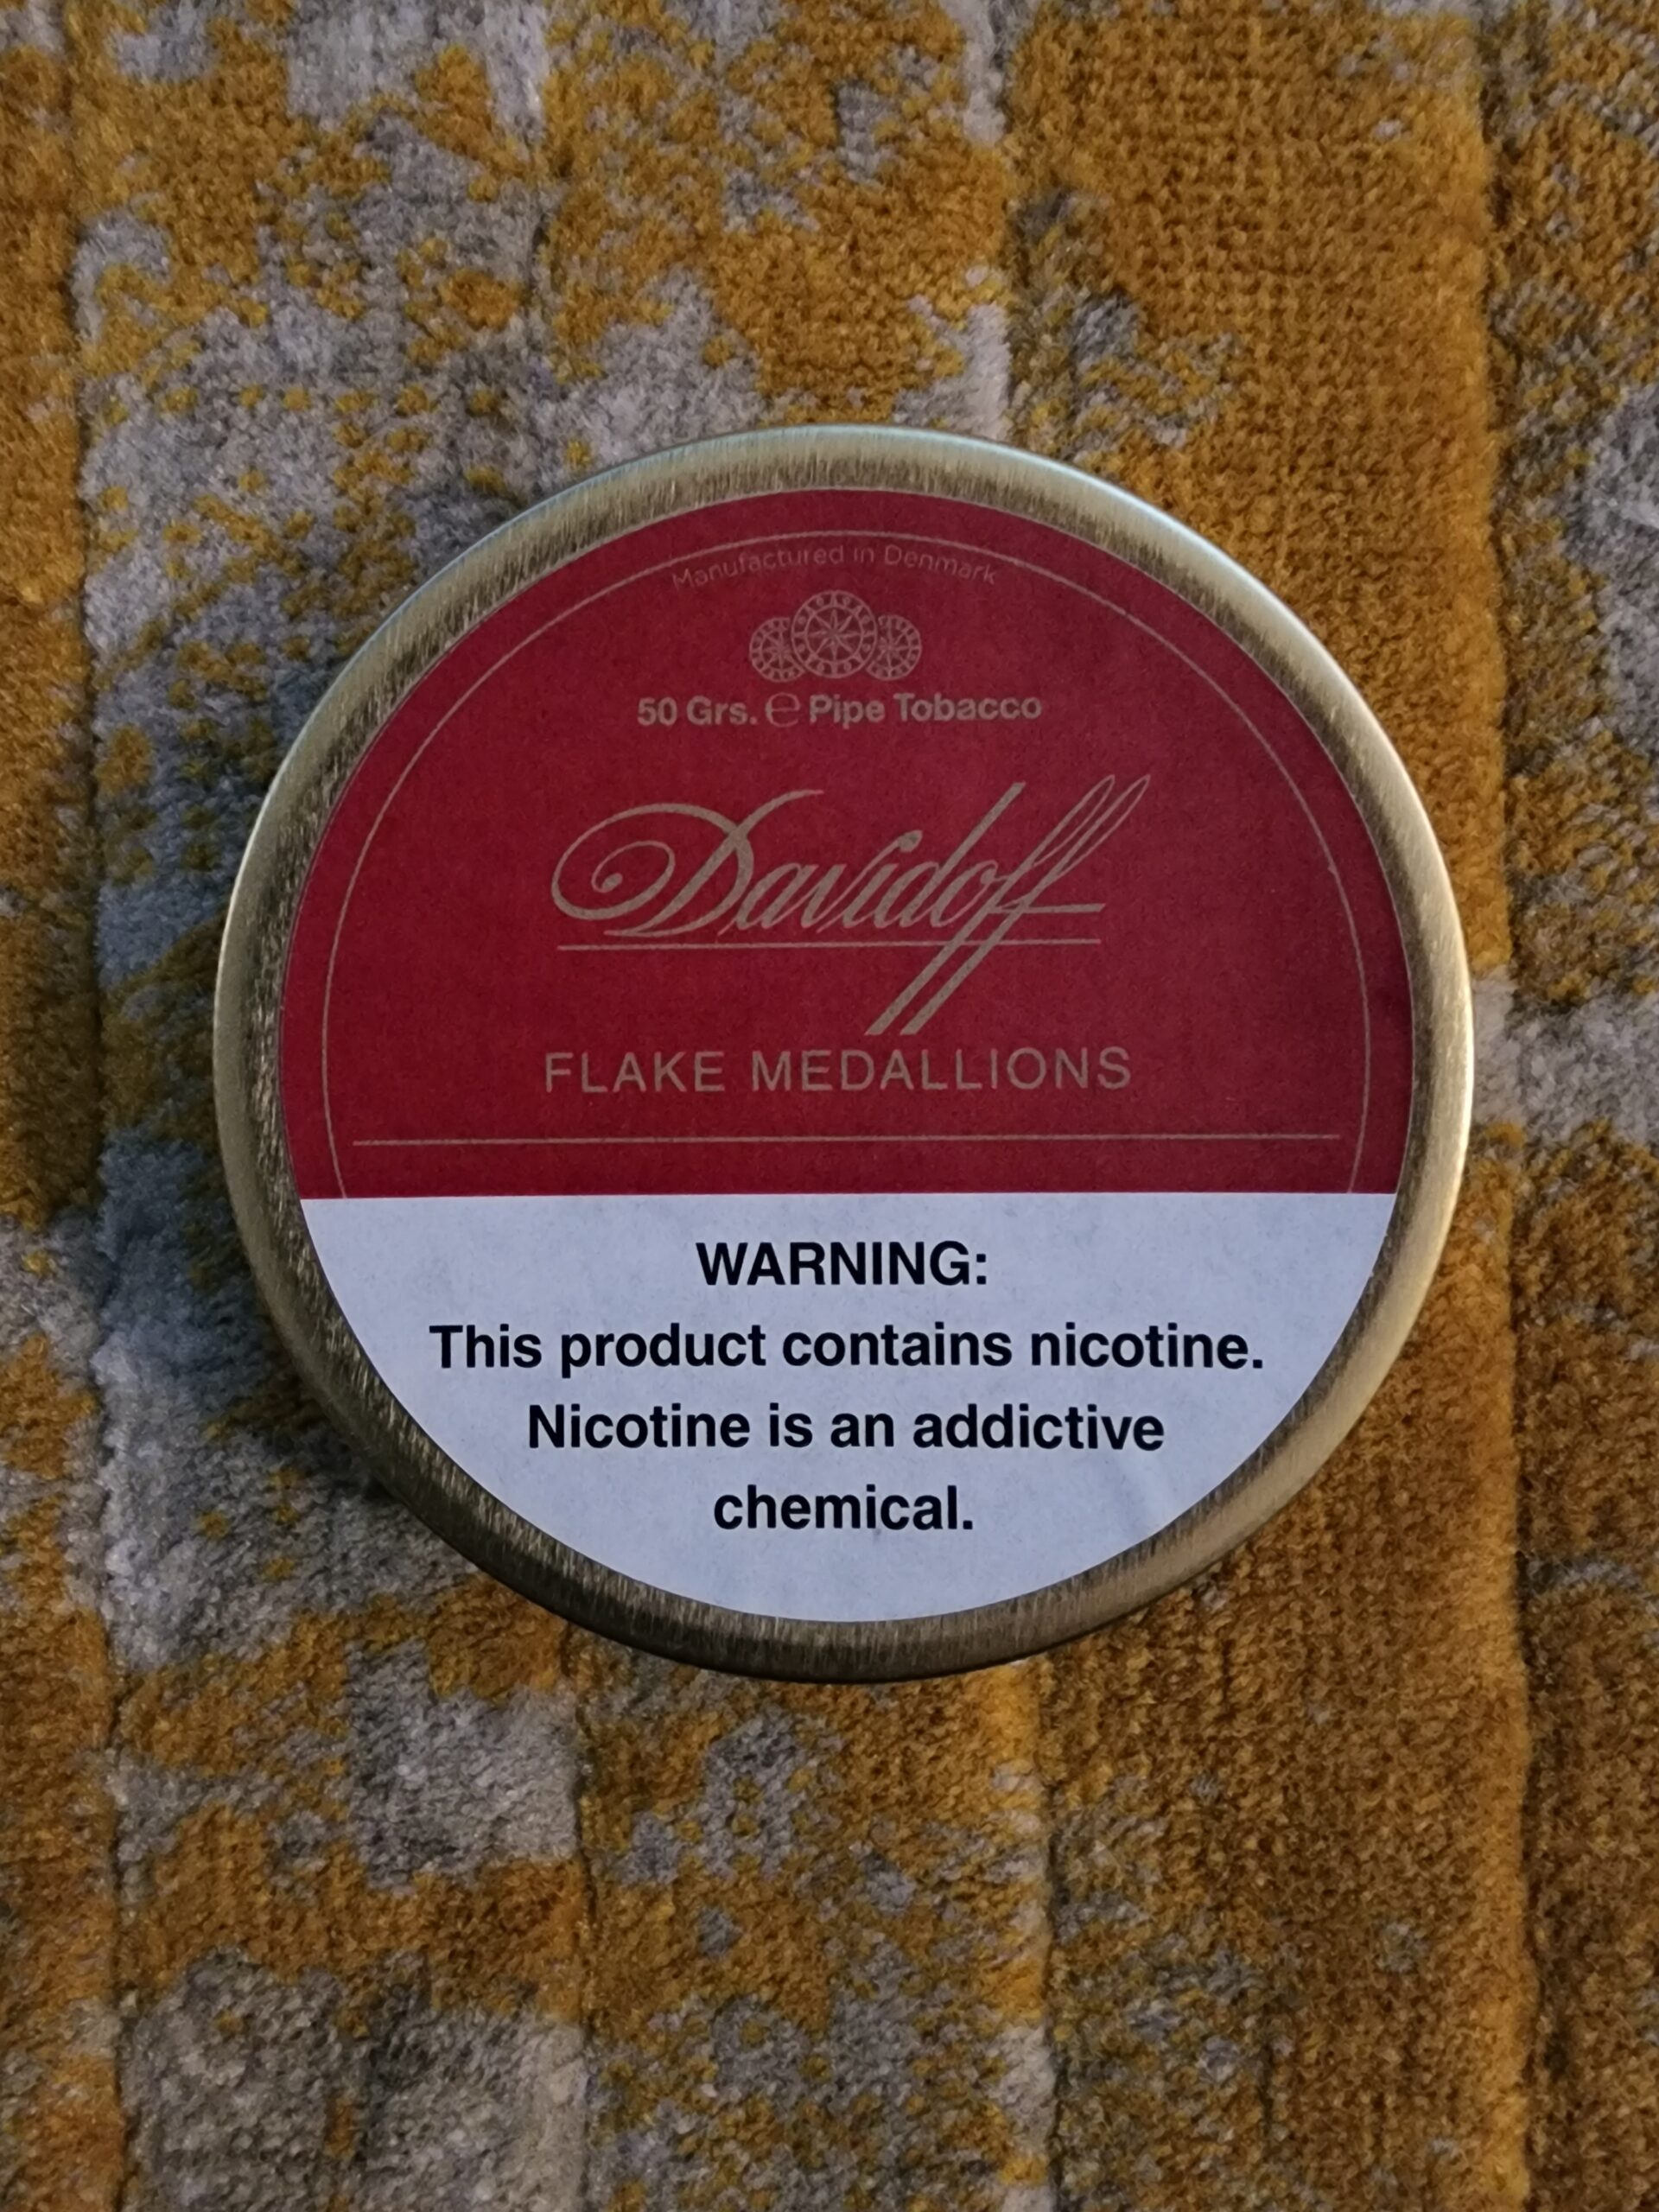 Manufactured in Denmark
50 Grs. ℮ Pipe Tobacco
Davidoff
FLAKE MEDALLIONS
WARNING:
This product contains nicotine.
Nicotine is an addictive
chemical.